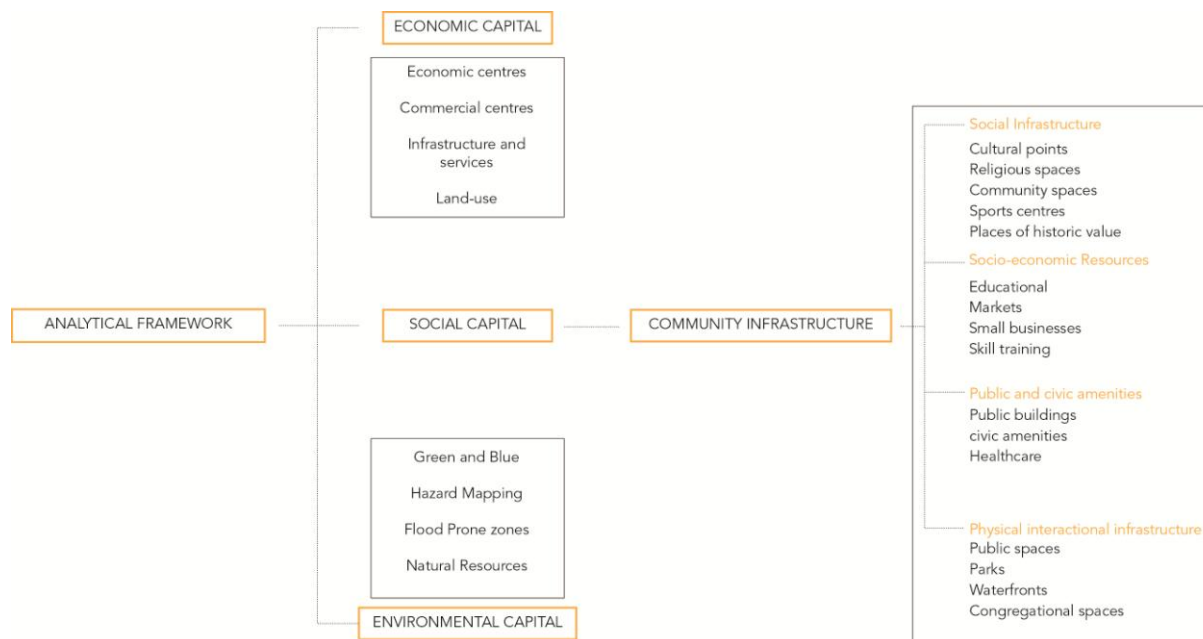 ECONOMIC CAPITAL
Economic centres
Commercial centres
Infrastructure and
services
Land-use
ANALYTICAL FRAMEWORK
SOCIAL CAPITAL
COMMUNITY INFRASTRUCTURE
Green and Blue
Hazard Mapping
Flood Prone zones
Natural Resources
ENVIRONMENTAL CAPITAL
Social Infrastructure
Cultural points
Religious spaces
Community spaces
Sports centres
Places of historic value
Socio-economic Resources
Educational
Markets
Small businesses
Skill training
Public and civic amenities
Public buildings
civic amenities
Healthcare
Physical interactional infrastructure
Public spaces
Parks
Waterfronts
Congregational spaces